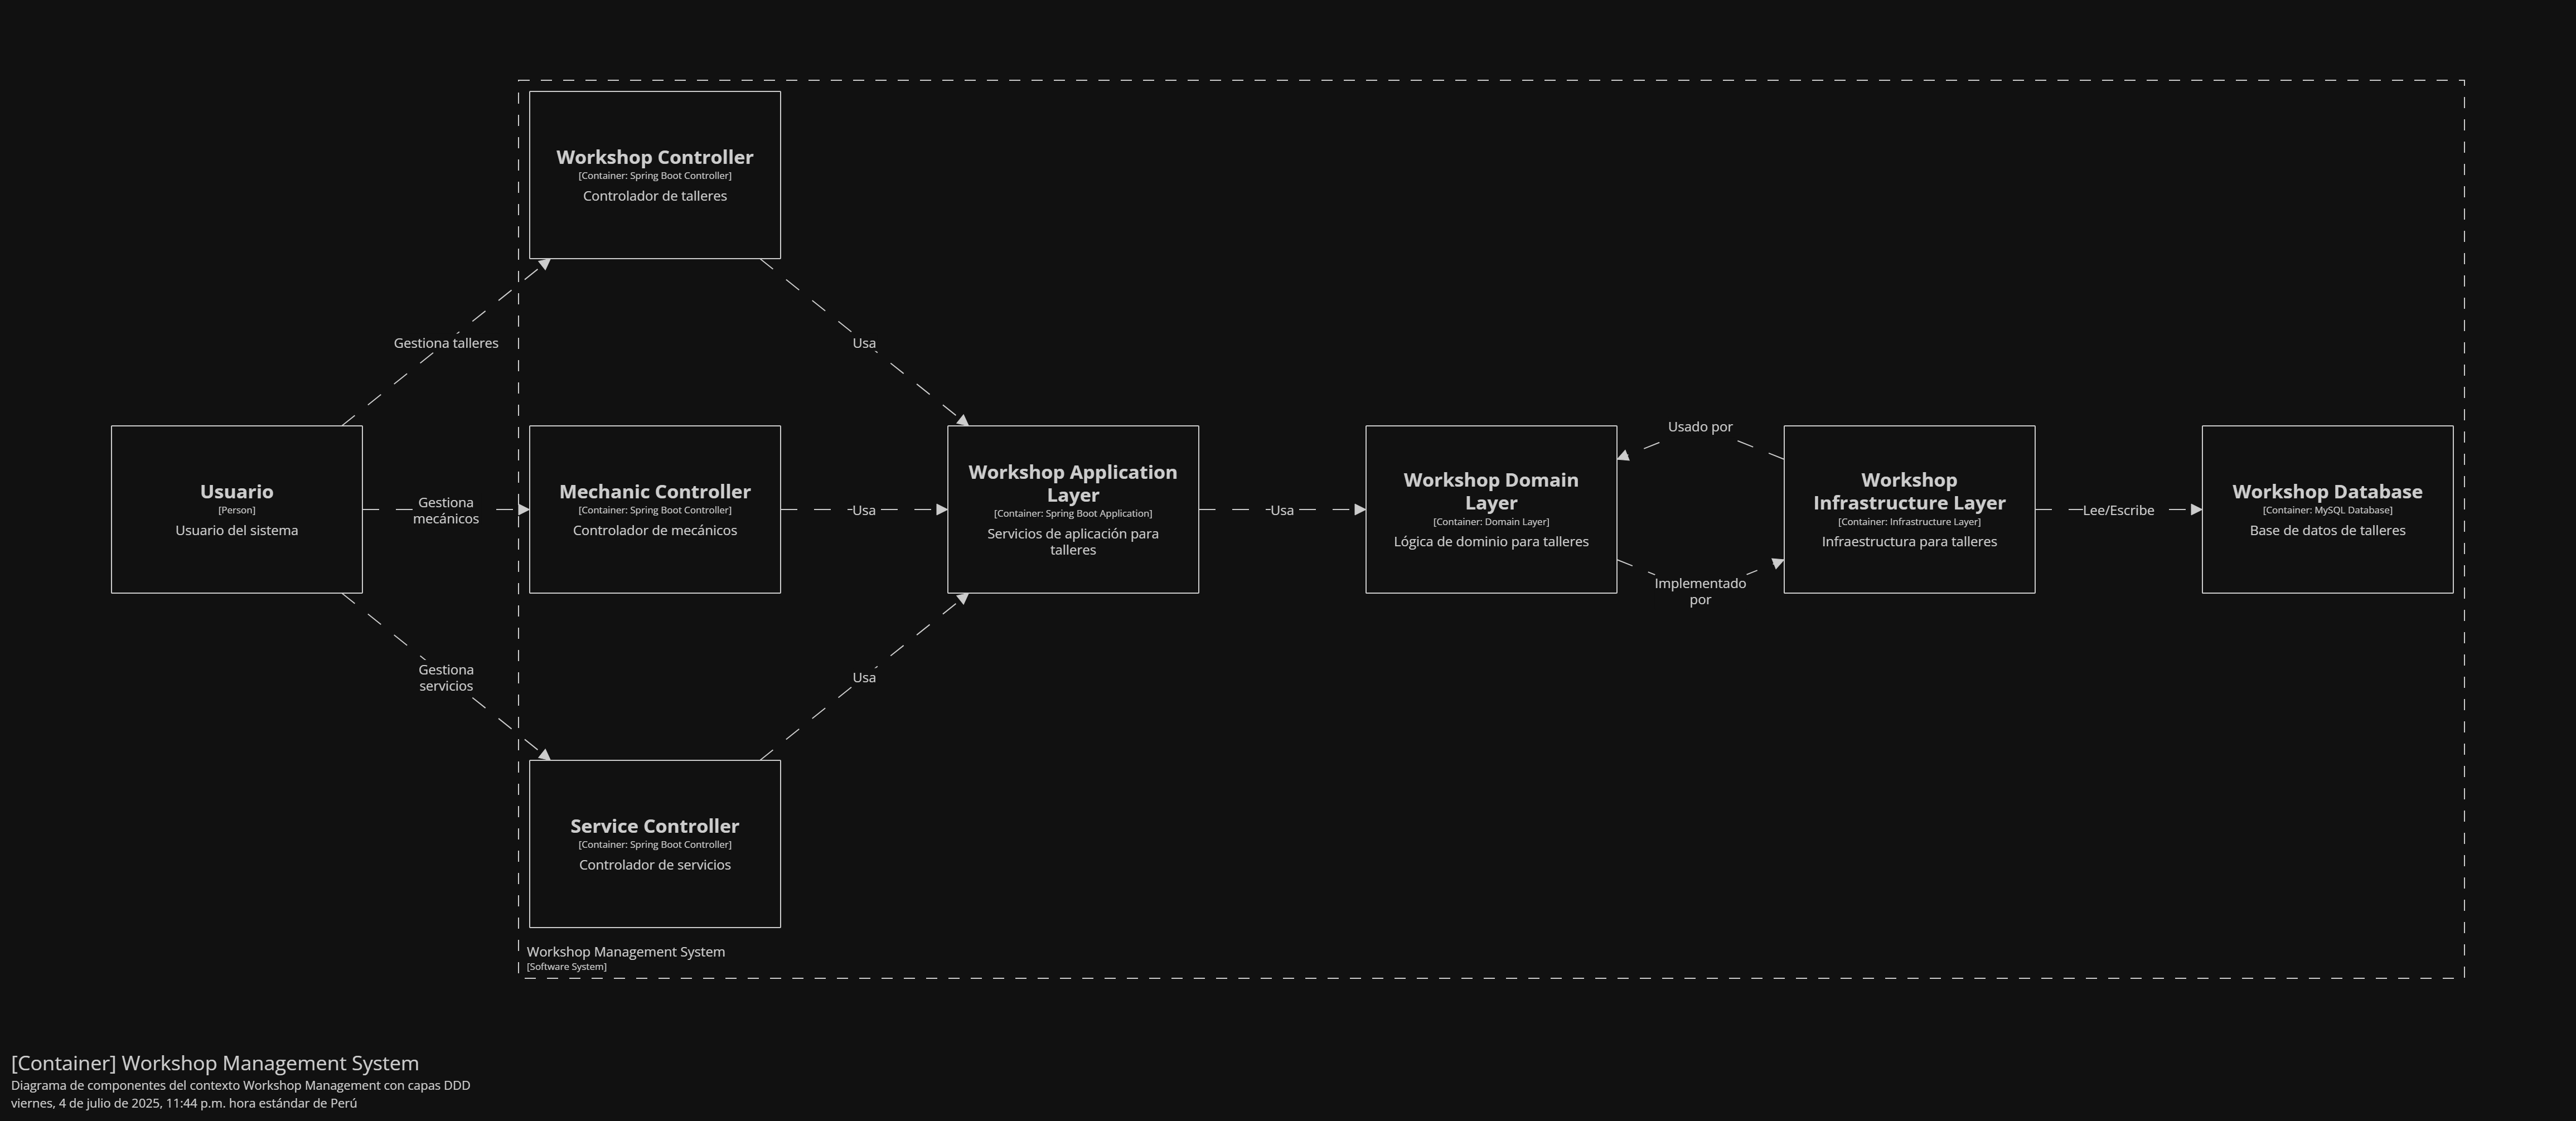 Workshop Controller
[Container: Spring Boot Controller]
Controlador de talleres
Gestiona talleres
Usa
Usuario
[Person]
Usuario del sistema
Gestiona
mecánicos
Mechanic Controller
[Container: Spring Boot Controller]
Controlador de mecánicos
Usa
Workshop Application
Layer
[Container: Spring Boot Application]
Servicios de aplicación para
talleres
Usa
Workshop Domain
Layer
[Container: Domain Layer]
Lógica de dominio para talleres
Usado por
Implementado
por
Workshop
Infrastructure Layer
[Container: Infrastructure Layer]
Infraestructura para talleres
Lee/Escribe
Workshop Database
[Container: MySQL Database]
Base de datos de talleres
Gestiona
servicios
Usa
Service Controller
[Container: Spring Boot Controller]
Controlador de servicios
Workshop Management System
[Software System]
[Container] Workshop Management System
Diagrama de componentes del contexto Workshop Management con capas DDD
viernes, 4 de julio de 2025, 11:44 p.m. hora estándar de Perú